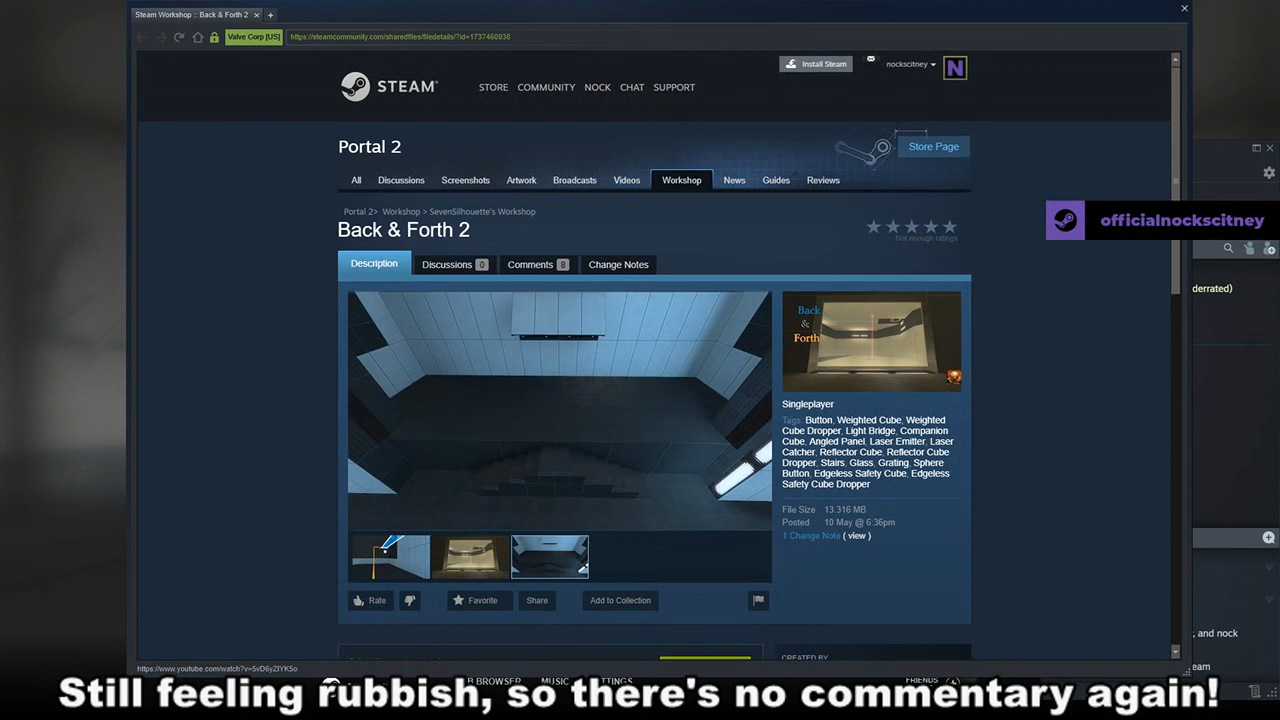 Steam Workshop :: Back & Forth 2
Valve Corp [US]
https://steamcommunity.com/sharedfiles/filedetails/?id=1737460938
Install Steam
nockscitney
N
STEAM®
STORE COMMUNITY NOCK CHAT SUPPORT
Portal 2
Store Page
All Discussions Screenshots Artwork Broadcasts Videos Workshop News Guides Reviews
Portal 2> Workshop > SevenSilhouette's Workshop
Back & Forth 2
Not enough ratings
officialnockscitney
Description Discussions 0 Comments 8 Change Notes
derrated)
Back
&
Forth
Singleplayer
Tags: Button, Weighted Cube, Weighted
Cube Dropper, Light Bridge, Companion
Cube, Angled Panel, Laser Emitter, Laser
Catcher, Reflector Cube, Reflector Cube
Dropper, Stairs, Glass, Grating, Sphere
Button, Edgeless Safety Cube, Edgeless
Safety Cube Dropper
File Size 13.316 MB
Posted 10 May @ 6:36pm
1 Change Note ( view )
Rate Favorite Share Add to Collection
, and nock
CREATED BY
https://www.youtube.com/watch?v=5vD6yZIYK5o
eam
B BROWSER MUSIC
FRIENDS
Still feeling rubbish, so there's no commentary again!